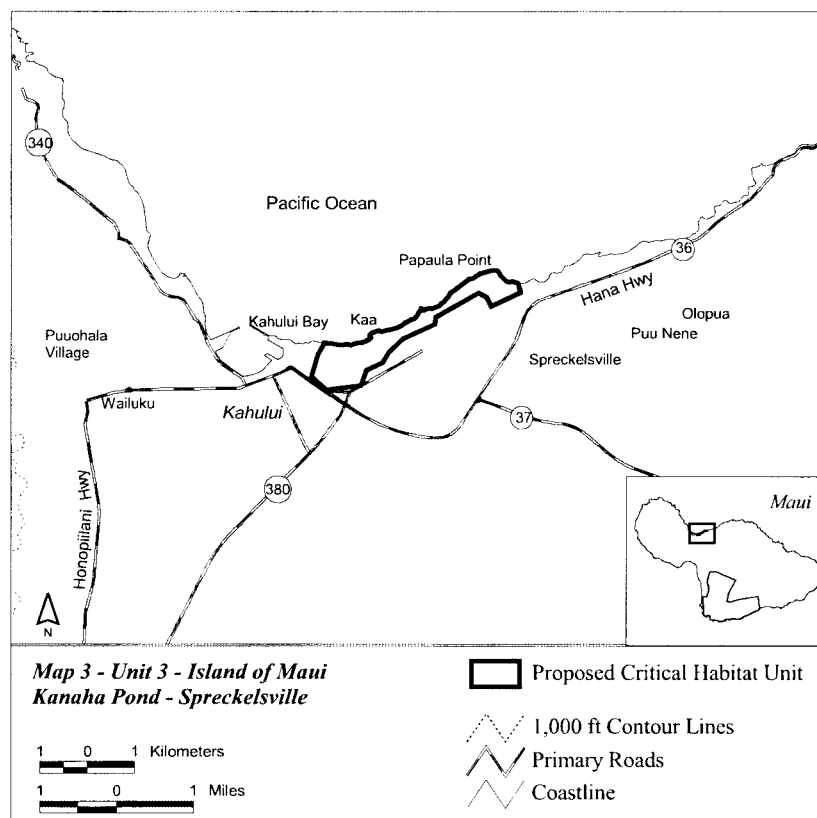 340
Pacific Ocean
Papaula Point
36
Hana Hwy
Kahului Bay
Kaa
Olopua
Puu Nene
Puuohala
Village
Spreckelsville
Wailuku
Kahului
37
380
Honopiilani Hwy
Maui
N
Map 3 - Unit 3 - Island of Maui
Kanaha Pond - Spreckelsville
Proposed Critical Habitat Unit
1 0 1 Kilometers
1,000 ft Contour Lines
Primary Roads
1 0 1 Miles
Coastline